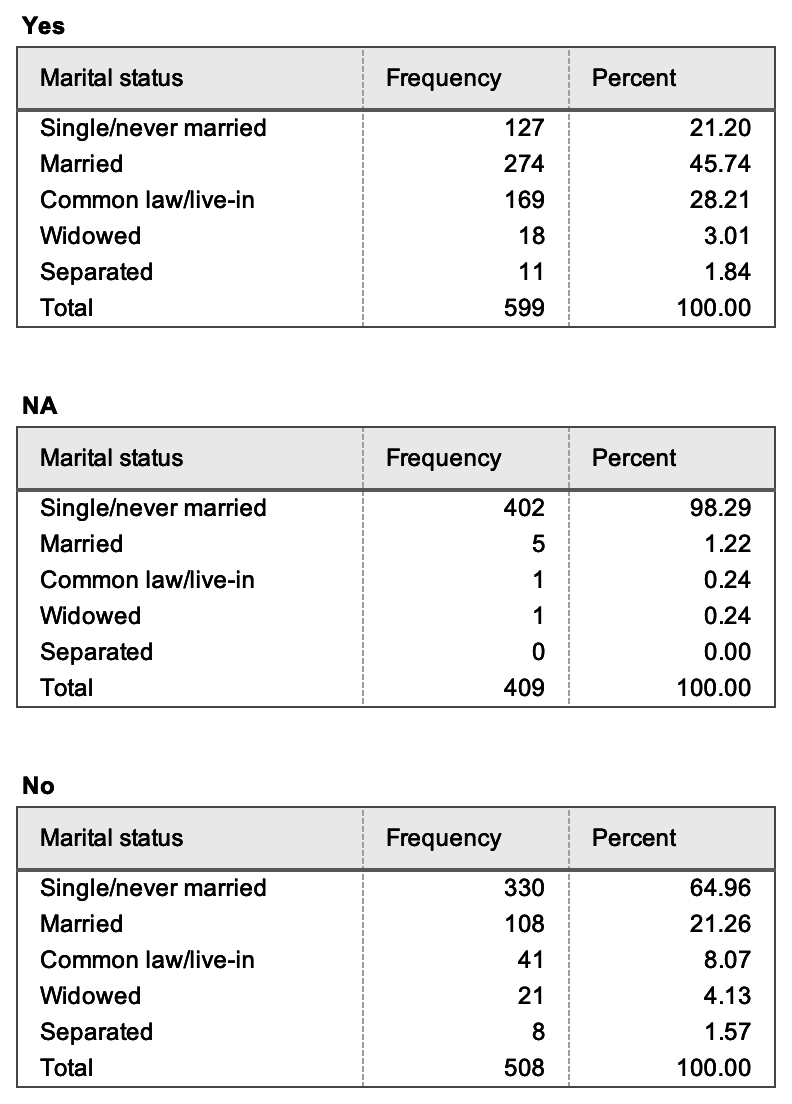 Yes
Marital status Frequency Percent
Single/never married 127 21.20
Married 274 45.74
Common law/live-in 169 28.21
Widowed 18 3.01
Separated 11 1.84
Total 599 100.00
NA
Marital status Frequency Percent
Single/never married 402 98.29
Married 5 1.22
Common law/live-in 1 0.24
Widowed 1 0.24
Separated 0 0.00
Total 409 100.00
No
Marital status Frequency Percent
Single/never married 330 64.96
Married 108 21.26
Common law/live-in 41 8.07
Widowed 21 4.13
Separated 8 1.57
Total 508 100.00